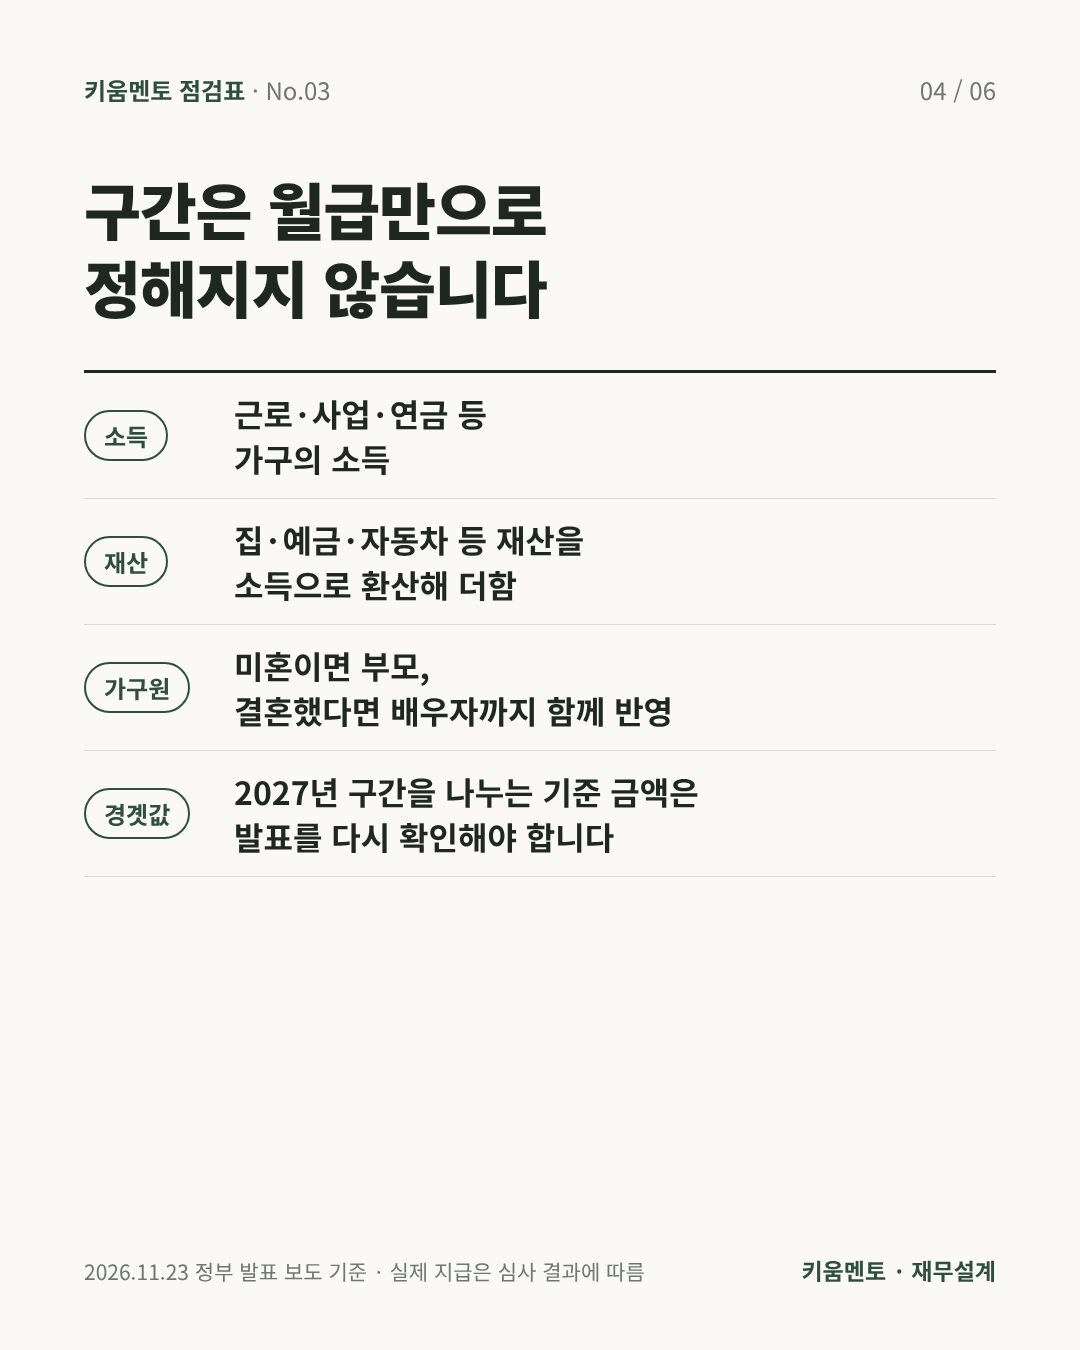 키움멘토 점검표 · No.03
04 / 06
구간은 월급만으로
정해지지 않습니다
소득
근로·사업·연금 등
가구의 소득
재산
집·예금·자동차 등 재산을
소득으로 환산해 더함
가구원
미혼이면 부모,
결혼했다면 배우자까지 함께 반영
경곗값
2027년 구간을 나누는 기준 금액은
발표를 다시 확인해야 합니다
2026.11.23 정부 발표 보도 기준 · 실제 지급은 심사 결과에 따름
키움멘토 · 재무설계